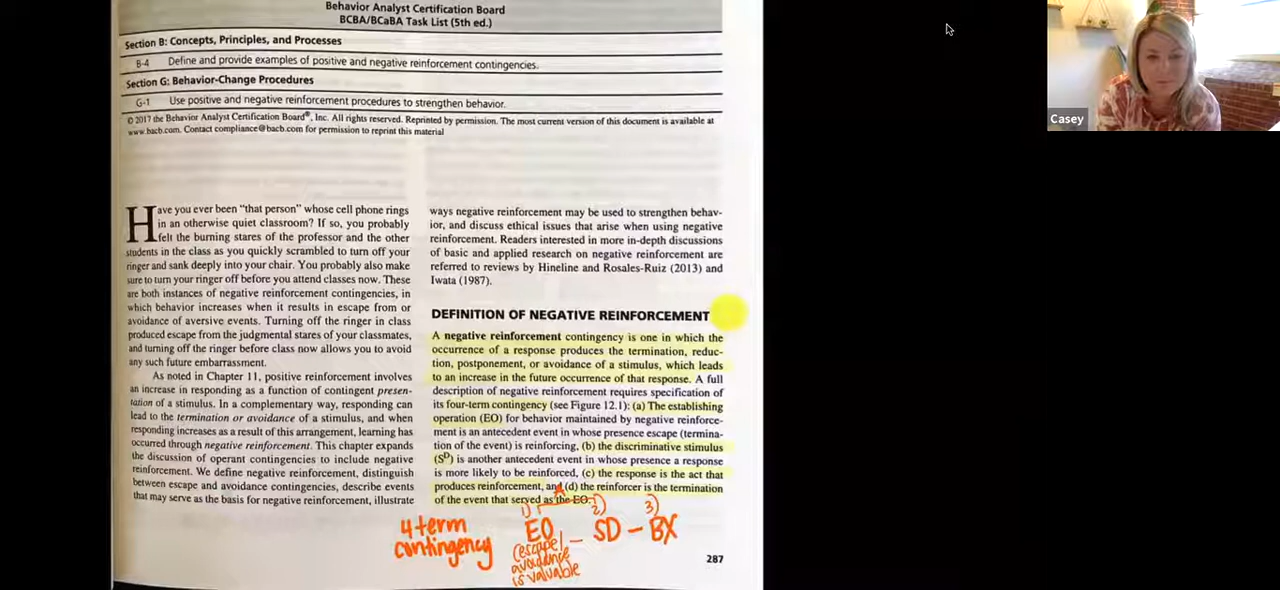 Behavior Analyst Certification Board
BCBA/BCaBA Task List (5th ed.)
Section B: Concepts, Principles, and Processes
B-4 Define and provide examples of positive and negative reinforcement contingencies.
Section G: Behavior-Change Procedures
G-1 Use positive and negative reinforcement procedures to strengthen behavior.
© 2017 the Behavior Analyst Certification Board®, Inc. All rights reserved. Reprinted by permission. The most current version of this document is available at
www.bacb.com. Contact compliance@bacb.com for permission to reprint this material
Have you ever been "that person" whose cell phone rings
in an otherwise quiet classroom? If so, you probably
felt the burning stares of the professor and the other
students in the class as you quickly scrambled to turn off your
ringer and sank deeply into your chair. You probably also make
sure to turn your ringer off before you attend classes now. These
are both instances of negative reinforcement contingencies, in
which behavior increases when it results in escape from or
avoidance of aversive events. Turning off the ringer in class
produced escape from the judgmental stares of your classmates,
and turning off the ringer before class now allows you to avoid
any such future embarrassment.
As noted in Chapter 11, positive reinforcement involves
an increase in responding as a function of contingent presen-
tation of a stimulus. In a complementary way, responding can
lead to the termination or avoidance of a stimulus, and when
responding increases as a result of this arrangement, learning has
occurred through negative reinforcement. This chapter expands
the discussion of operant contingencies to include negative
reinforcement. We define negative reinforcement, distinguish
between escape and avoidance contingencies, describe events
that may serve as the basis for negative reinforcement, illustrate
ways negative reinforcement may be used to strengthen behav-
ior, and discuss ethical issues that arise when using negative
reinforcement. Readers interested in more in-depth discussions
of basic and applied research on negative reinforcement are
referred to reviews by Hineline and Rosales-Ruiz (2013) and
Iwata (1987).
DEFINITION OF NEGATIVE REINFORCEMENT
A negative reinforcement contingency is one in which the
occurrence of a response produces the termination, reduc-
tion, postponement, or avoidance of a stimulus, which leads
to an increase in the future occurrence of that response. A full
description of negative reinforcement requires specification of
its four-term contingency (see Figure 12.1): (a) The establishing
operation (EO) for behavior maintained by negative reinforce-
ment is an antecedent event in whose presence escape (termina-
tion of the event) is reinforcing, (b) the discriminative stimulus
(SD) is another antecedent event in whose presence a response
is more likely to be reinforced, (c) the response is the act that
produces reinforcement, and (d) the reinforcer is the termination
of the event that served as the EO.
A
1) 2) 3)
4 term contingency
EO – SD – BX
(escape/
avoidance
is valuable
287
Casey